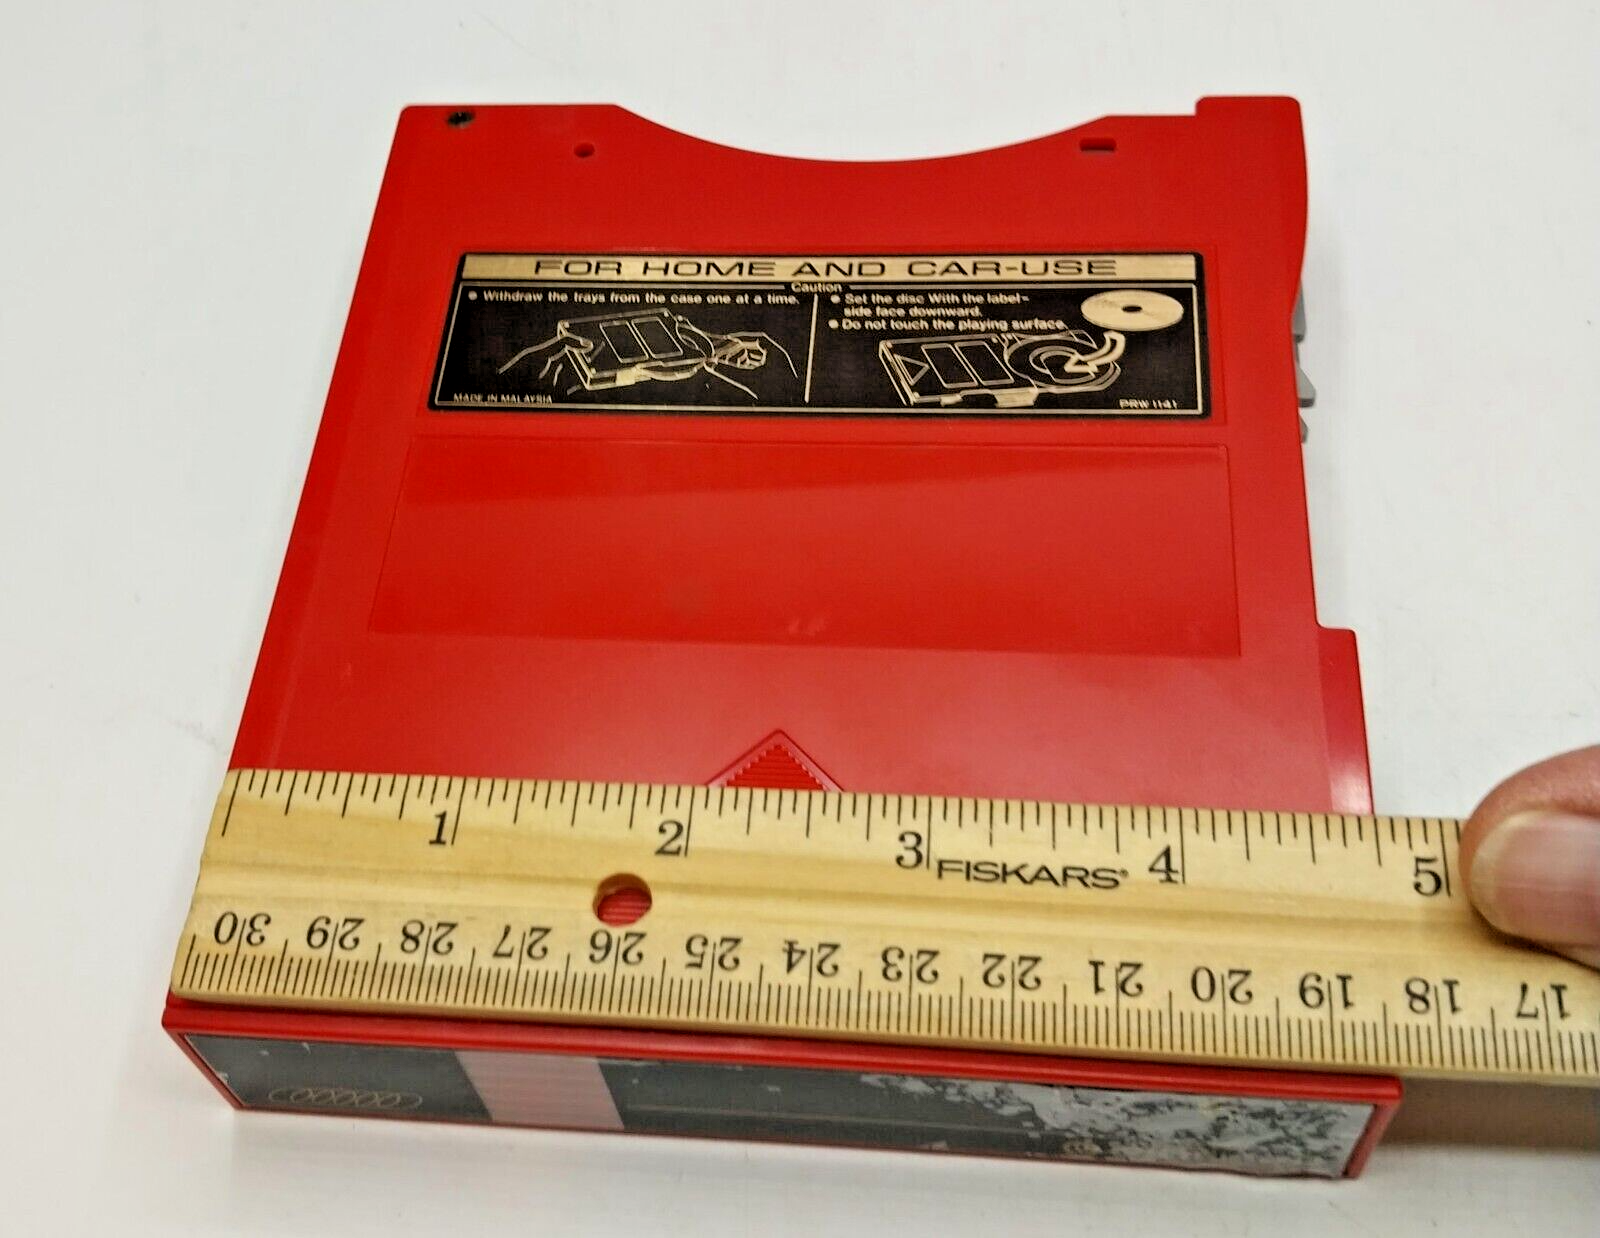 FOR HOME AND CAR-USE
Caution
● Withdraw the trays from the case one at a time.
● Set the disc With the label-
side face downward.
● Do not touch the playing surface.
MADE IN MALAYSIA
PRW 1141
1 2 3 4 5
FISKARS®
30 29 28 27 26 25 24 23 22 21 20 19 18 17